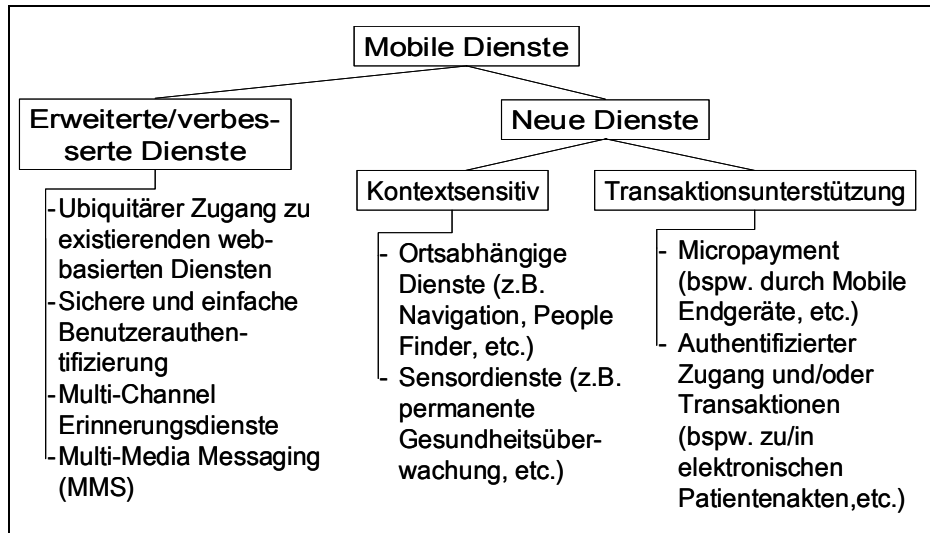 Mobile Dienste
Erweiterte/verbes-
serte Dienste
-Ubiquitärer Zugang zu
existierenden web-
basierten Diensten
-Sichere und einfache
Benutzerauthen-
tifizierung
-Multi-Channel
Erinnerungsdienste
-Multi-Media Messaging
(MMS)
Neue Dienste
Kontextsensitiv
- Ortsabhängige
Dienste (z.B.
Navigation, People
Finder, etc.)
- Sensordienste (z.B.
permanente
Gesundheitsüber-
wachung, etc.)
Transaktionsunterstützung
- Micropayment
(bspw. durch Mobile
Endgeräte, etc.)
- Authentifizierter
Zugang und/oder
Transaktionen
(bspw. zu/in
elektronischen
Patientenakten,etc.)